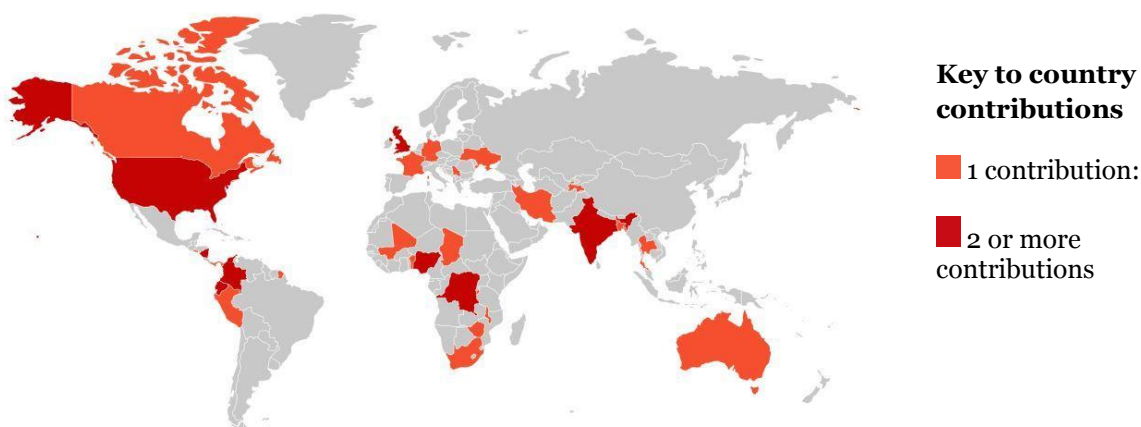 Key to country
contributions
1 contribution:
2 or more
contributions